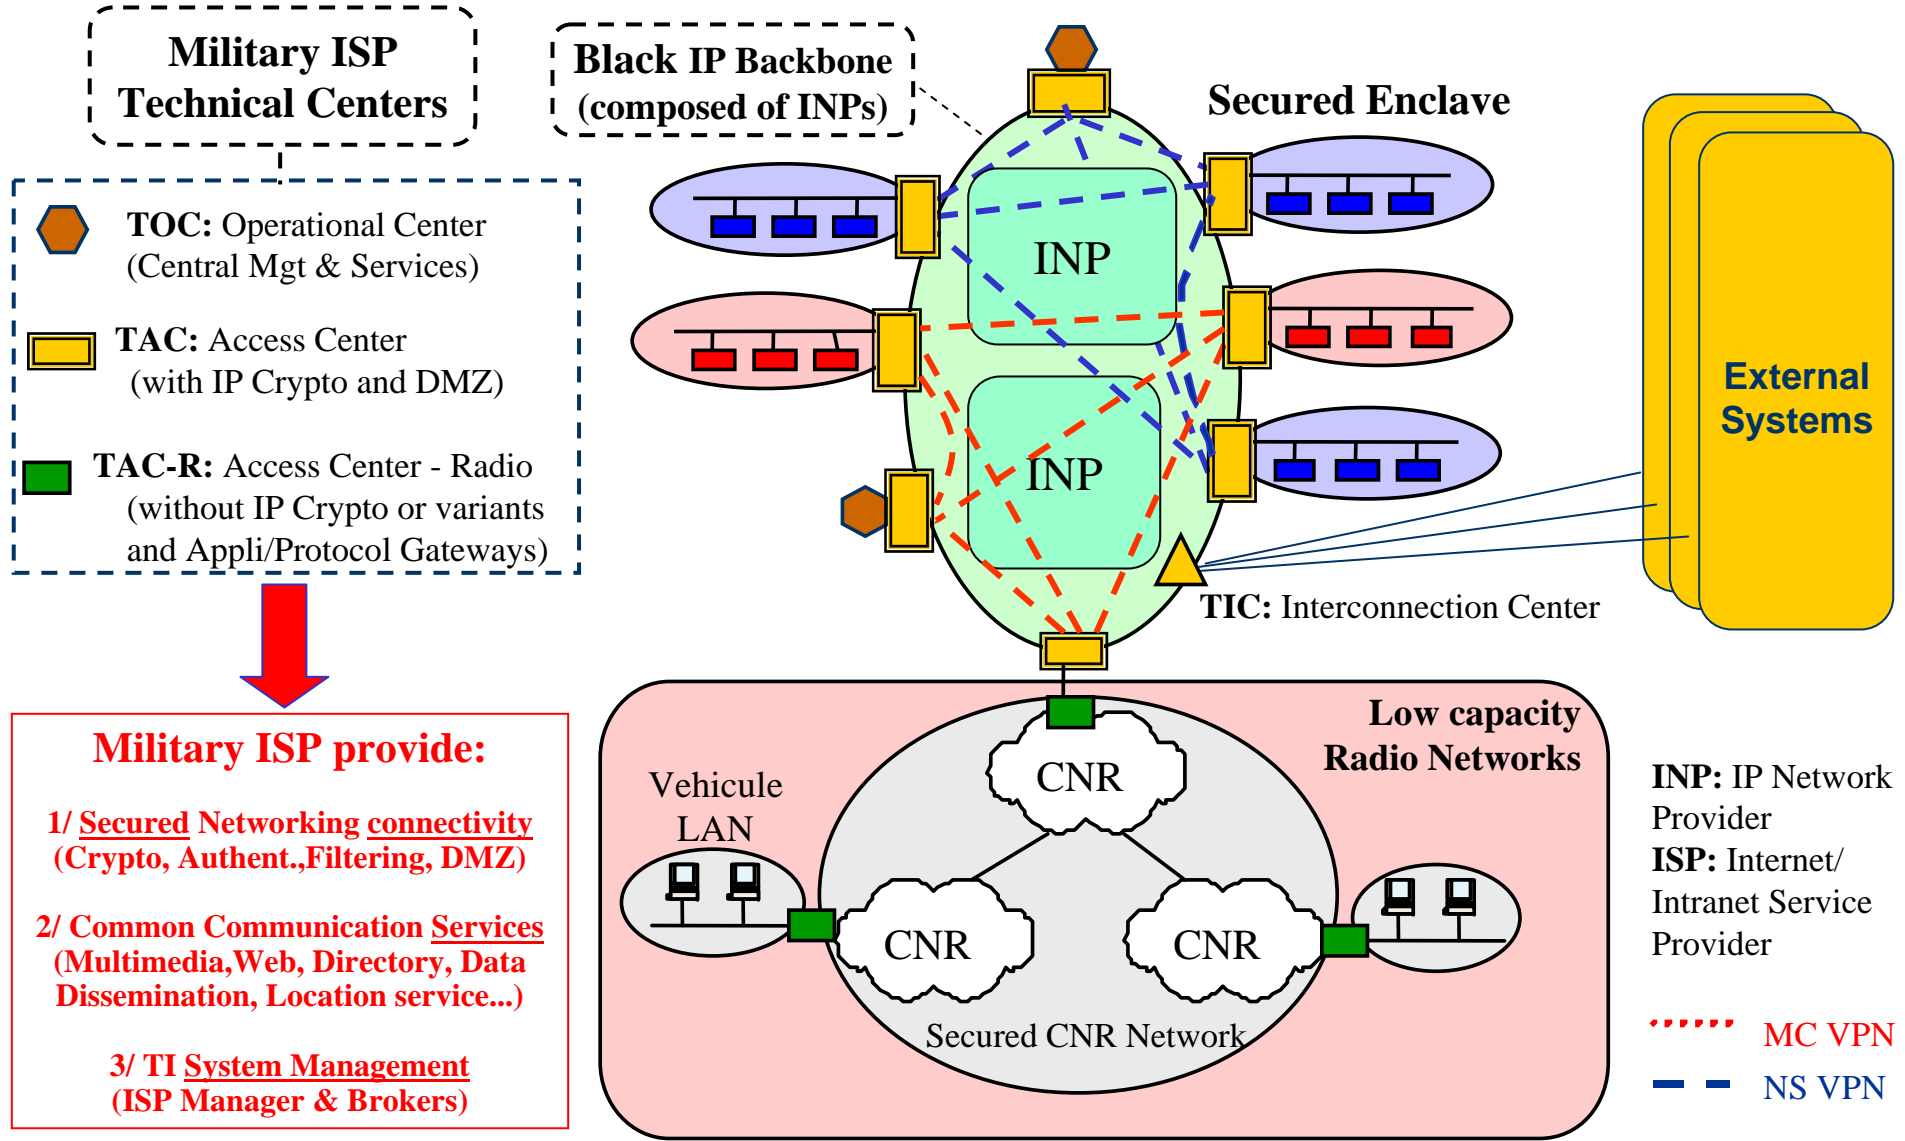 Military ISP
Technical Centers
TOC: Operational Center
(Central Mgt & Services)
TAC: Access Center
(with IP Crypto and DMZ)
TAC-R: Access Center - Radio
(without IP Crypto or variants
and Appli/Protocol Gateways)
Military ISP provide:
1/ Secured Networking connectivity
(Crypto, Authent.,Filtering, DMZ)
2/ Common Communication Services
(Multimedia,Web, Directory, Data
Dissemination, Location service...)
3/ TI System Management
(ISP Manager & Brokers)
Black IP Backbone
(composed of INPs)
Secured Enclave
INP
INP
External
Systems
TIC: Interconnection Center
Low capacity
Radio Networks
Vehicule
LAN
CNR
CNR
CNR
Secured CNR Network
INP: IP Network
Provider
ISP: Internet/
Intranet Service
Provider
MC VPN
NS VPN